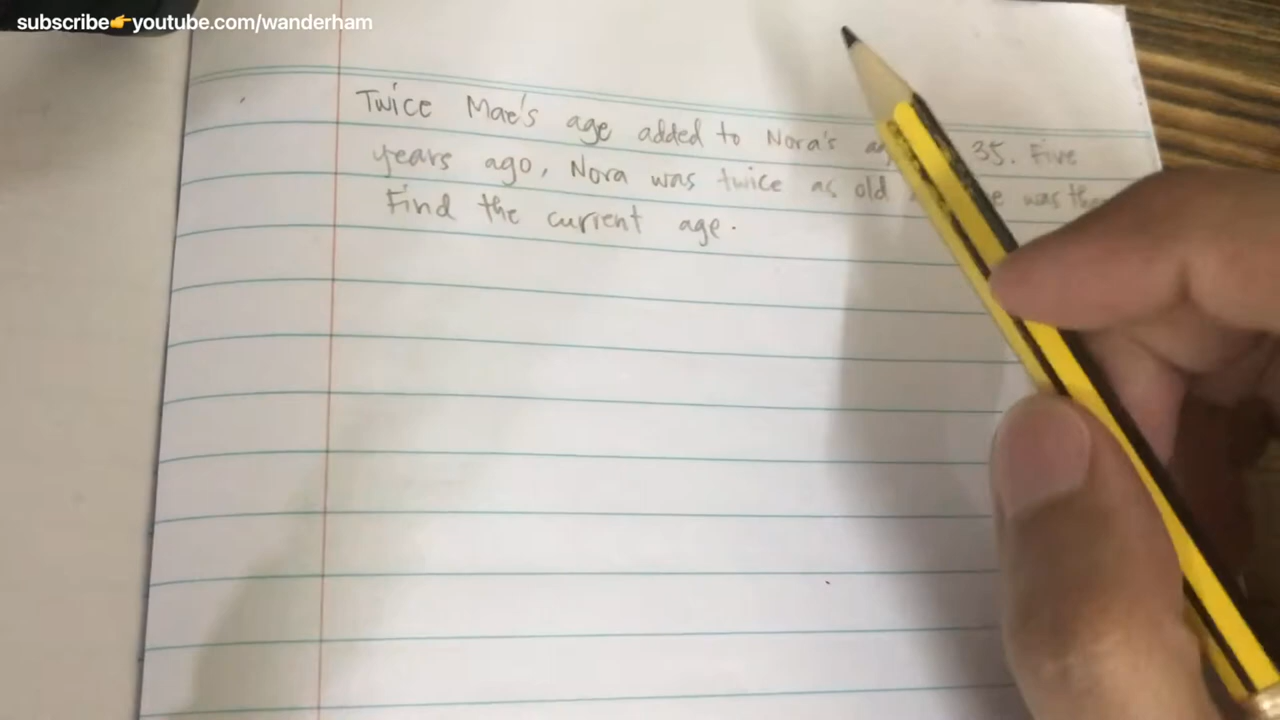 subscribe👉youtube.com/wanderham
Twice Mae's age added to Nora's 35. Five
years ago, Nora was twice as old was
Find the current age.